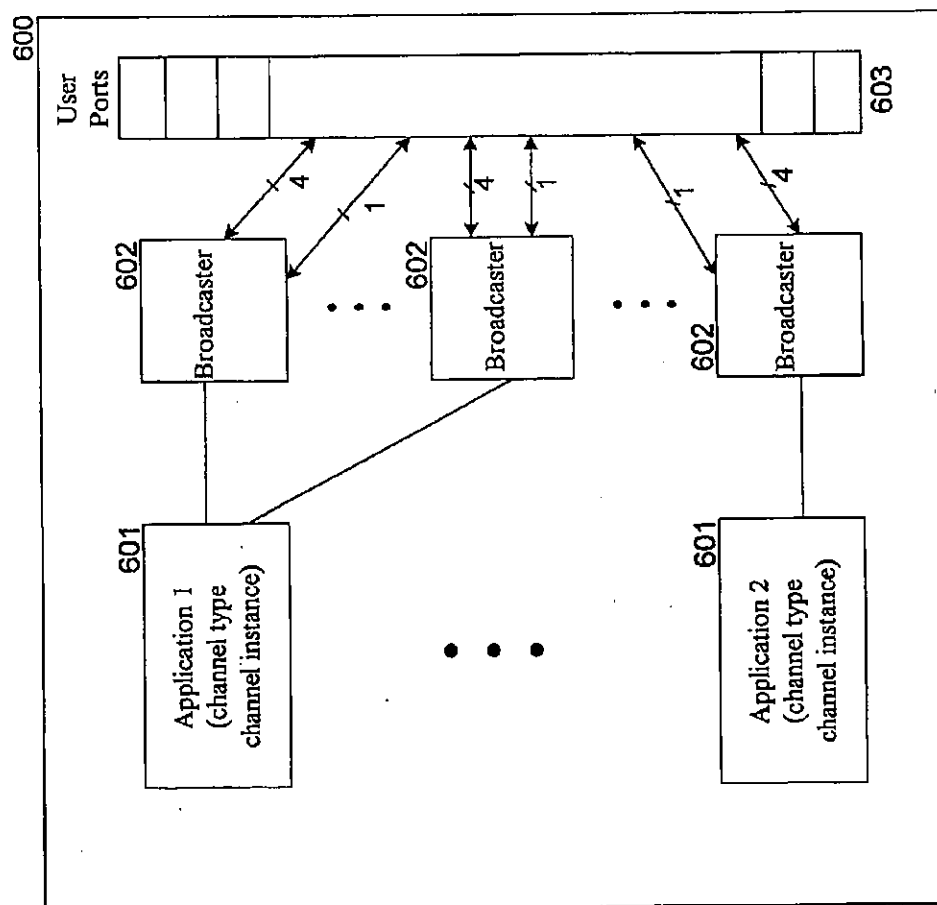 600
User
Ports
603
602
Broadcaster
4
1
602
Broadcaster
4
1
602
Broadcaster
1
4
601
Application 1
(channel type
channel instance)
601
Application 2
(channel type
channel instance)